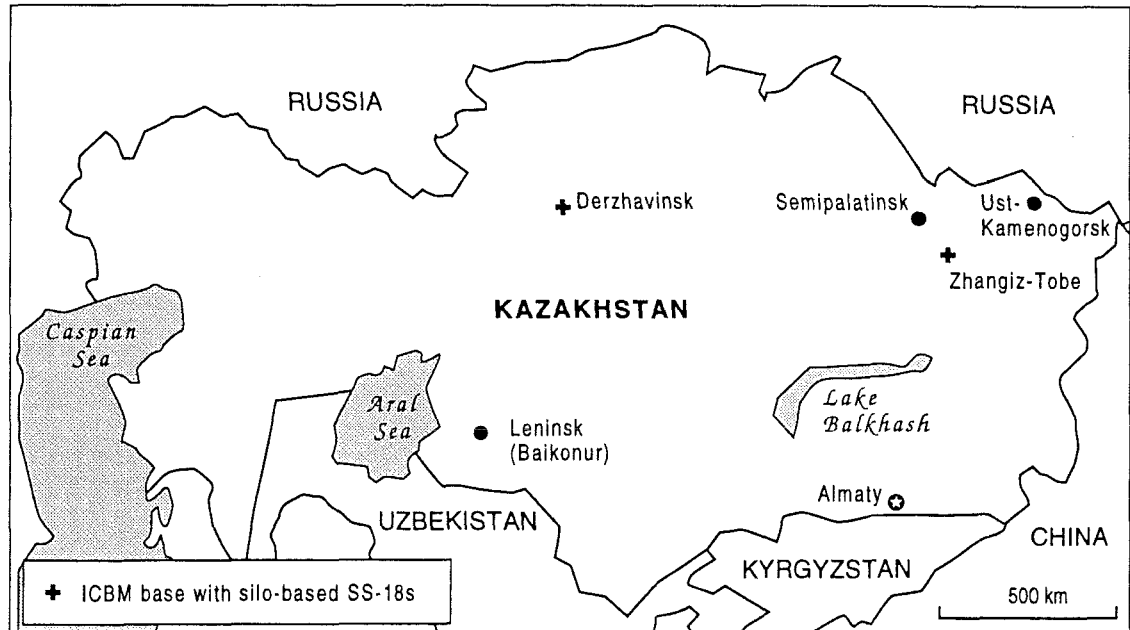 RUSSIA
RUSSIA
Derzhavinsk
Semipalatinsk
Ust-
Kamenogorsk
Zhangiz-Tobe
KAZAKHSTAN
Caspian
Sea
Aral
Sea
Leninsk
(Baikonur)
Lake
Balkhash
Almaty
UZBEKISTAN
CHINA
KYRGYZSTAN
ICBM base with silo-based SS-18s
500 km